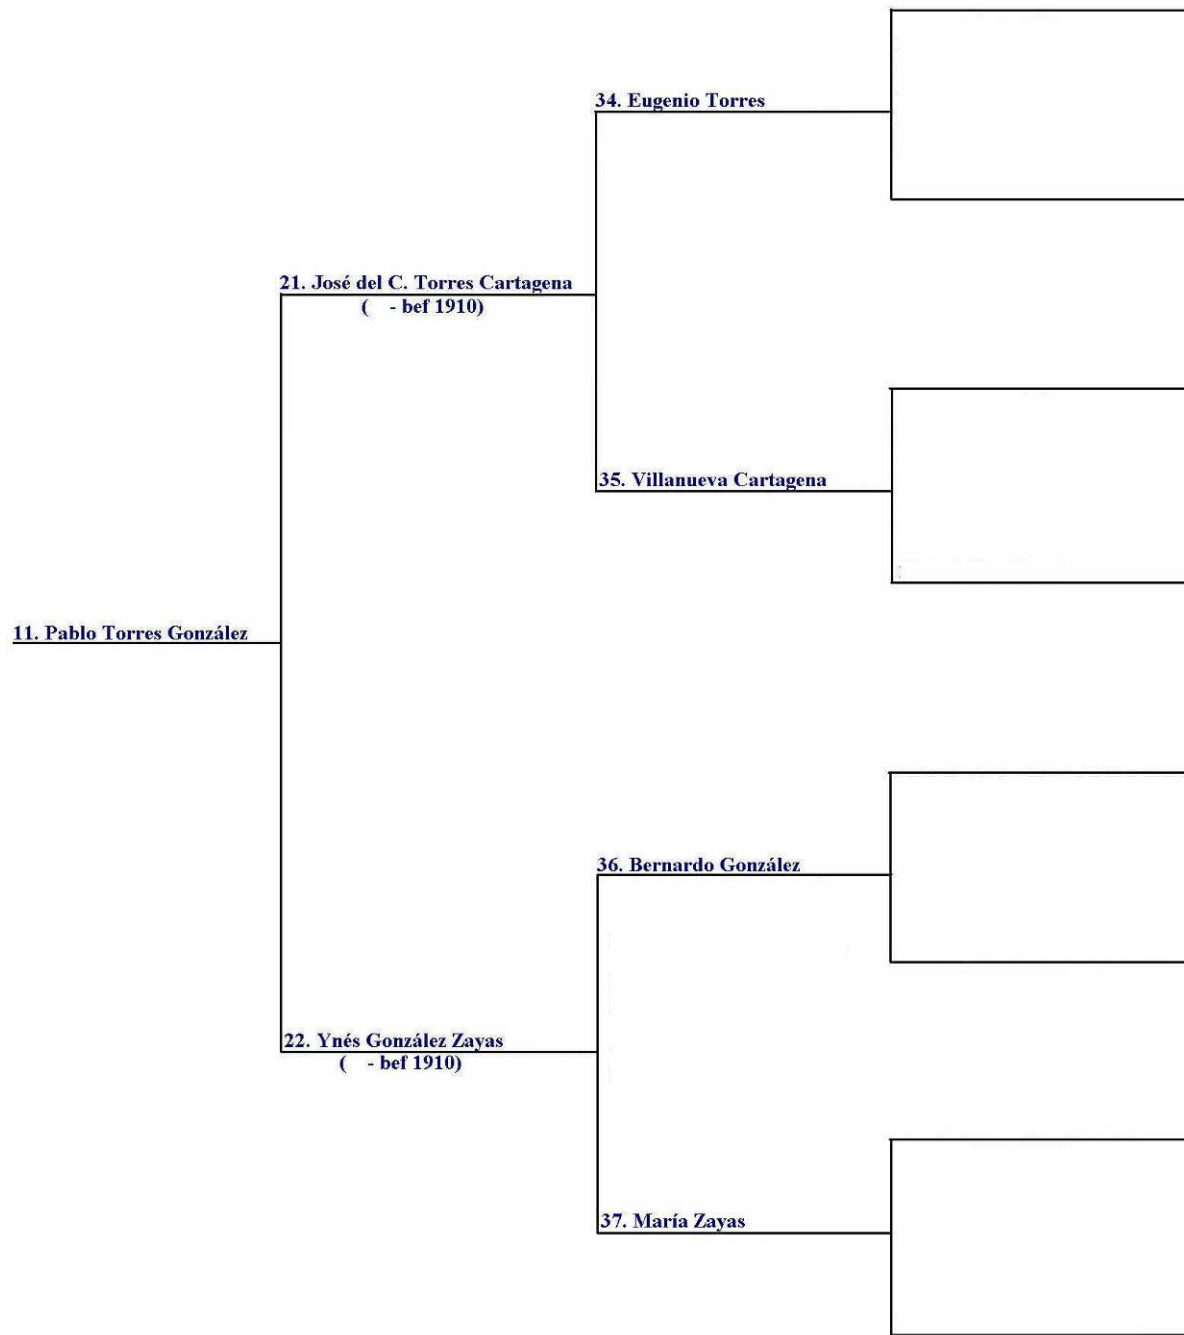 34. Eugenio Torres
21. José del C. Torres Cartagena
(    - bef 1910)
35. Villanueva Cartagena
11. Pablo Torres González
36. Bernardo González
22. Ynés González Zayas
(    - bef 1910)
37. María Zayas